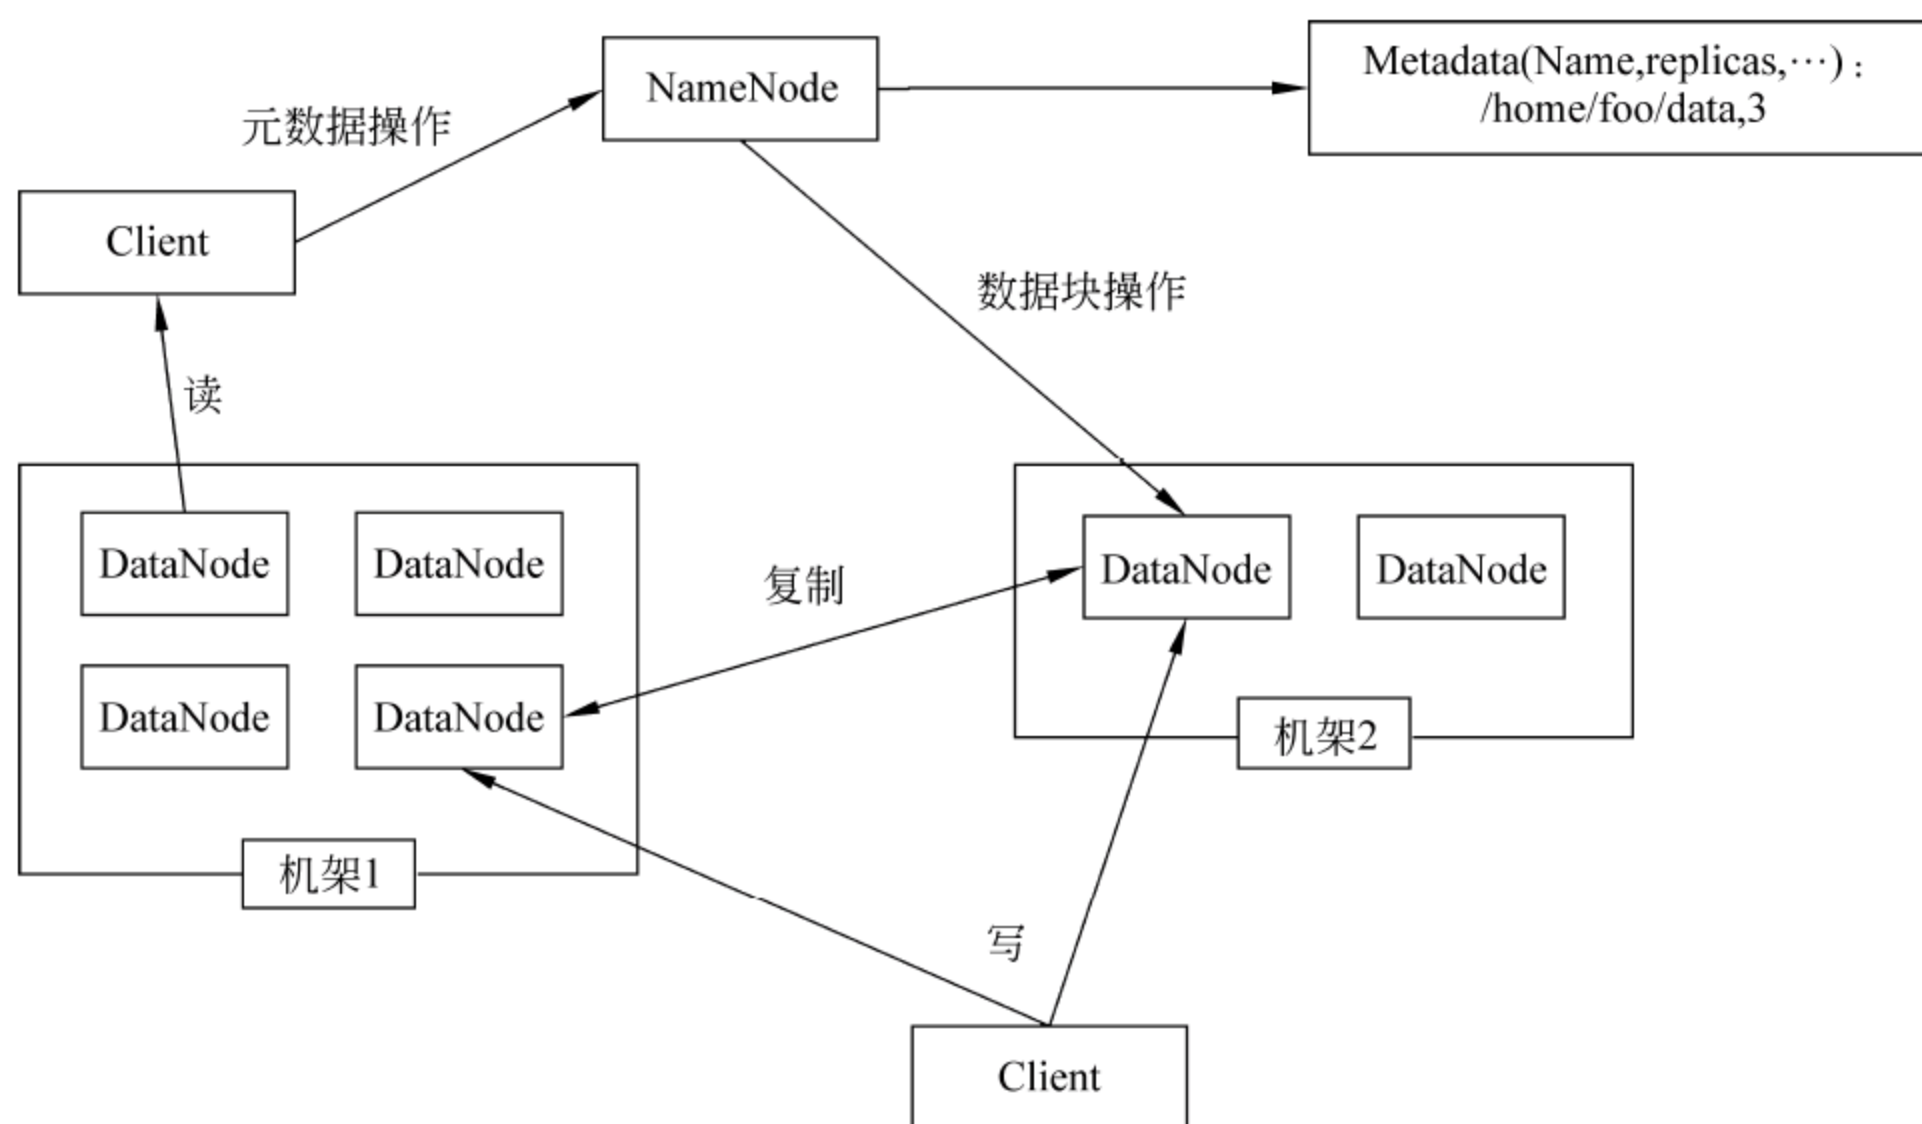 NameNode
Metadata(Name,replicas,…)：
/home/foo/data,3
元数据操作
Client
数据块操作
读
DataNode
DataNode
复制
DataNode
DataNode
DataNode
DataNode
机架2
机架1
写
Client